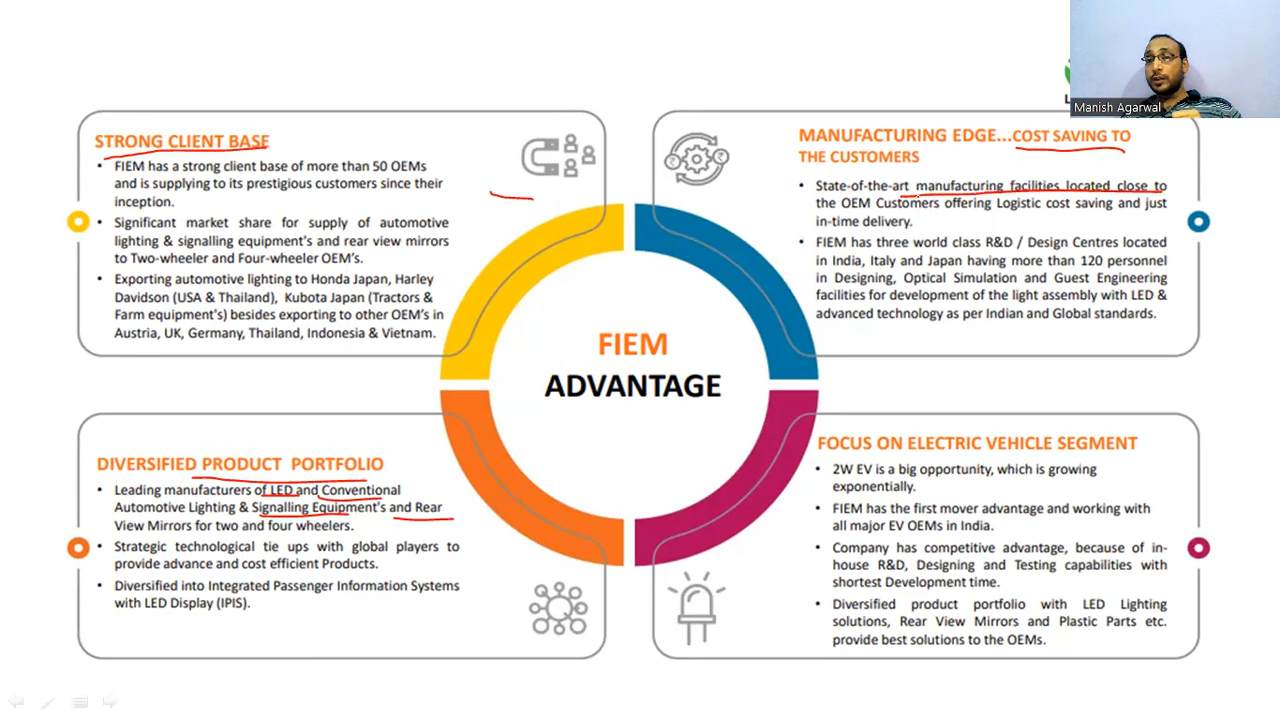 Manish Agarwal
STRONG CLIENT BASE
• FIEM has a strong client base of more than 50 OEMs
and is supplying to its prestigious customers since their
inception.
• Significant market share for supply of automotive
lighting & signalling equipment's and rear view mirrors
to Two-wheeler and Four-wheeler OEM's.
• Exporting automotive lighting to Honda Japan, Harley
Davidson (USA & Thailand), Kubota Japan (Tractors &
Farm equipment's) besides exporting to other OEM's in
Austria, UK, Germany, Thailand, Indonesia & Vietnam.
MANUFACTURING EDGE...COST SAVING TO
THE CUSTOMERS
• State-of-the-art manufacturing facilities located close to
the OEM Customers offering Logistic cost saving and just
in-time delivery.
• FIEM has three world class R&D / Design Centres located
in India, Italy and Japan having more than 120 personnel
in Designing, Optical Simulation and Guest Engineering
facilities for development of the light assembly with LED &
advanced technology as per Indian and Global standards.
FIEM
ADVANTAGE
DIVERSIFIED PRODUCT PORTFOLIO
• Leading manufacturers of LED and Conventional
Automotive Lighting & Signalling Equipment's and Rear
View Mirrors for two and four wheelers.
• Strategic technological tie ups with global players to
provide advance and cost efficient Products.
• Diversified into Integrated Passenger Information Systems
with LED Display (IPIS).
FOCUS ON ELECTRIC VEHICLE SEGMENT
• 2W EV is a big opportunity, which is growing
exponentially.
• FIEM has the first mover advantage and working with
all major EV OEMs in India.
• Company has competitive advantage, because of in-
house R&D, Designing and Testing capabilities with
shortest Development time.
• Diversified product portfolio with LED Lighting
solutions, Rear View Mirrors and Plastic Parts etc.
provide best solutions to the OEMs.